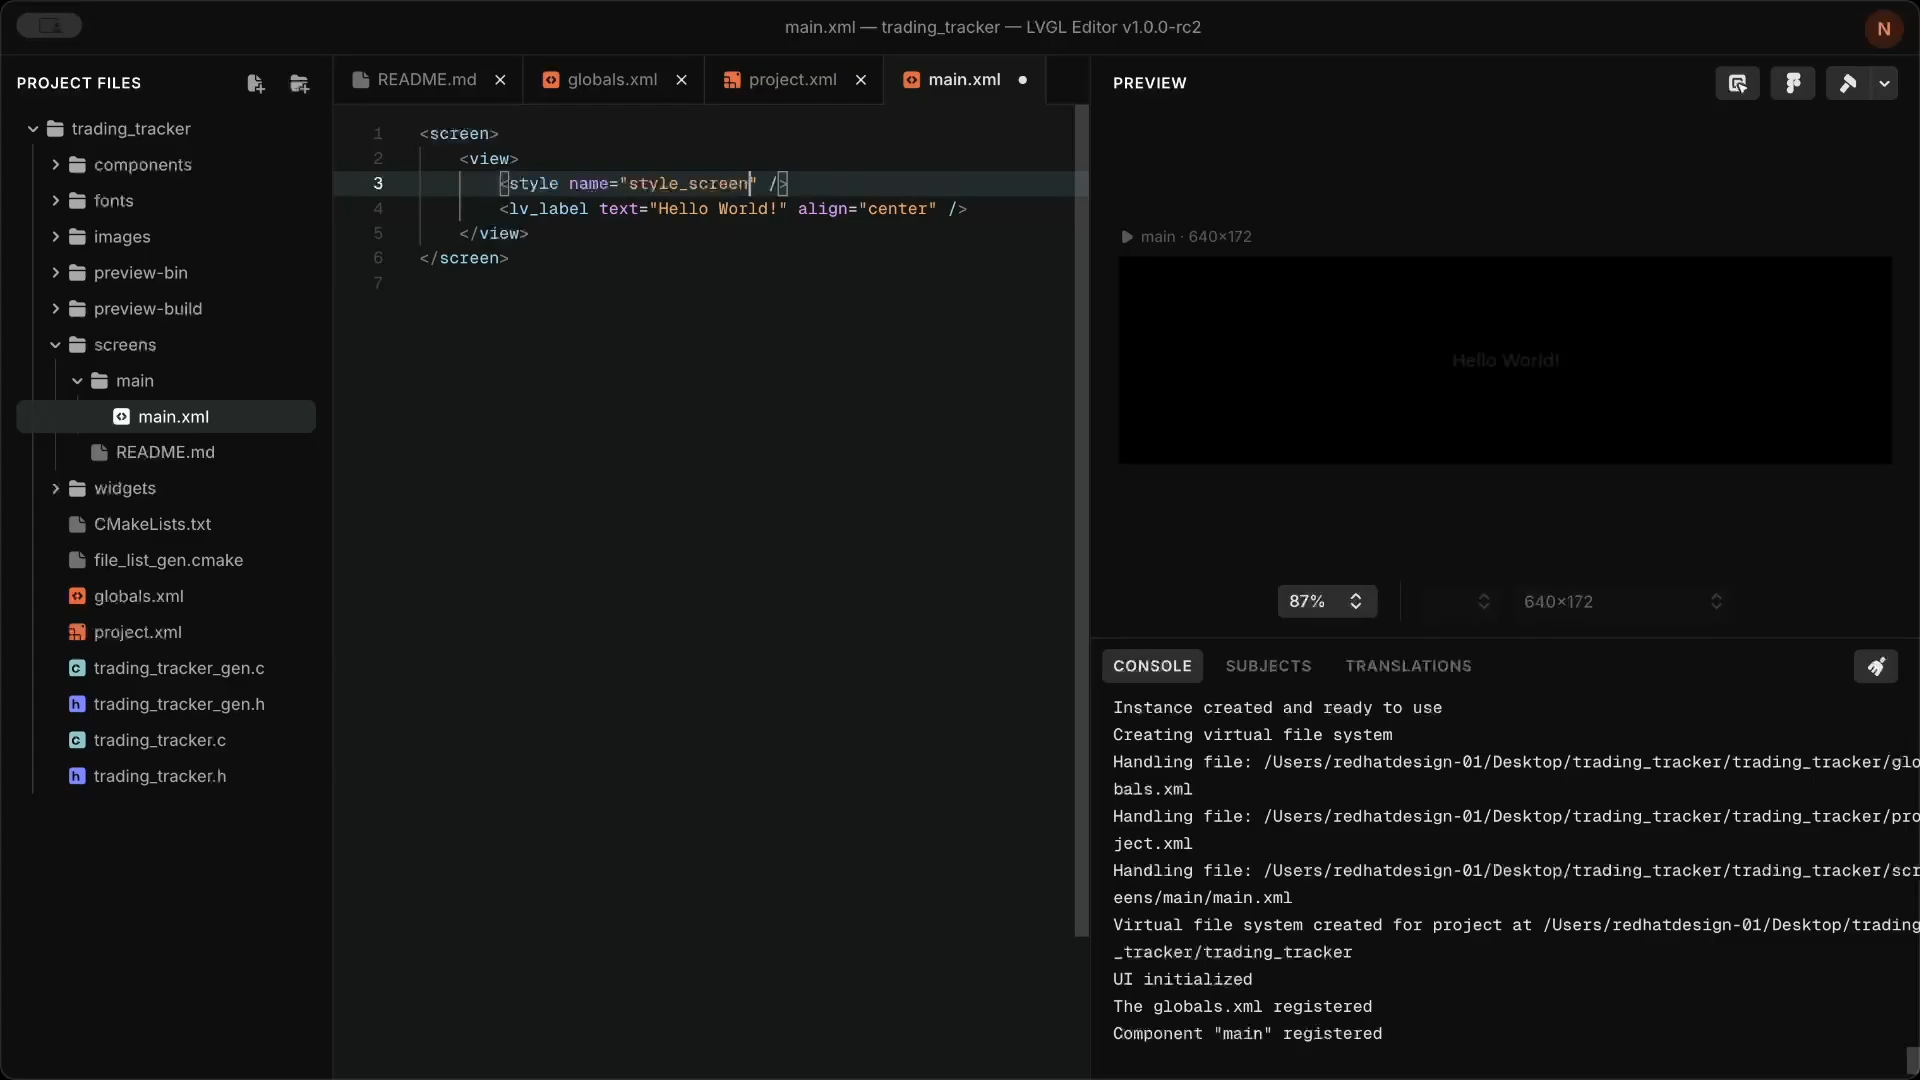 main.xml — trading_tracker — LVGL Editor v1.0.0-rc2
N
PROJECT FILES
trading_tracker
components
fonts
images
preview-bin
preview-build
screens
main
main.xml
README.md
widgets
CMakeLists.txt
file_list_gen.cmake
globals.xml
project.xml
trading_tracker_gen.c
trading_tracker_gen.h
trading_tracker.c
trading_tracker.h
README.md
globals.xml
project.xml
main.xml
1 <screen>
2 <view>
3 <style name="style_screen" />
4 <lv_label text="Hello World!" align="center" />
5 </view>
6 </screen>
7
PREVIEW
main · 640×172
Hello World!
87%
640×172
CONSOLE SUBJECTS TRANSLATIONS
Instance created and ready to use
Creating virtual file system
Handling file: /Users/redhatdesign-01/Desktop/trading_tracker/trading_tracker/glo
bals.xml
Handling file: /Users/redhatdesign-01/Desktop/trading_tracker/trading_tracker/pro
ject.xml
Handling file: /Users/redhatdesign-01/Desktop/trading_tracker/trading_tracker/scr
eens/main/main.xml
Virtual file system created for project at /Users/redhatdesign-01/Desktop/trading
_tracker/trading_tracker
UI initialized
The globals.xml registered
Component "main" registered